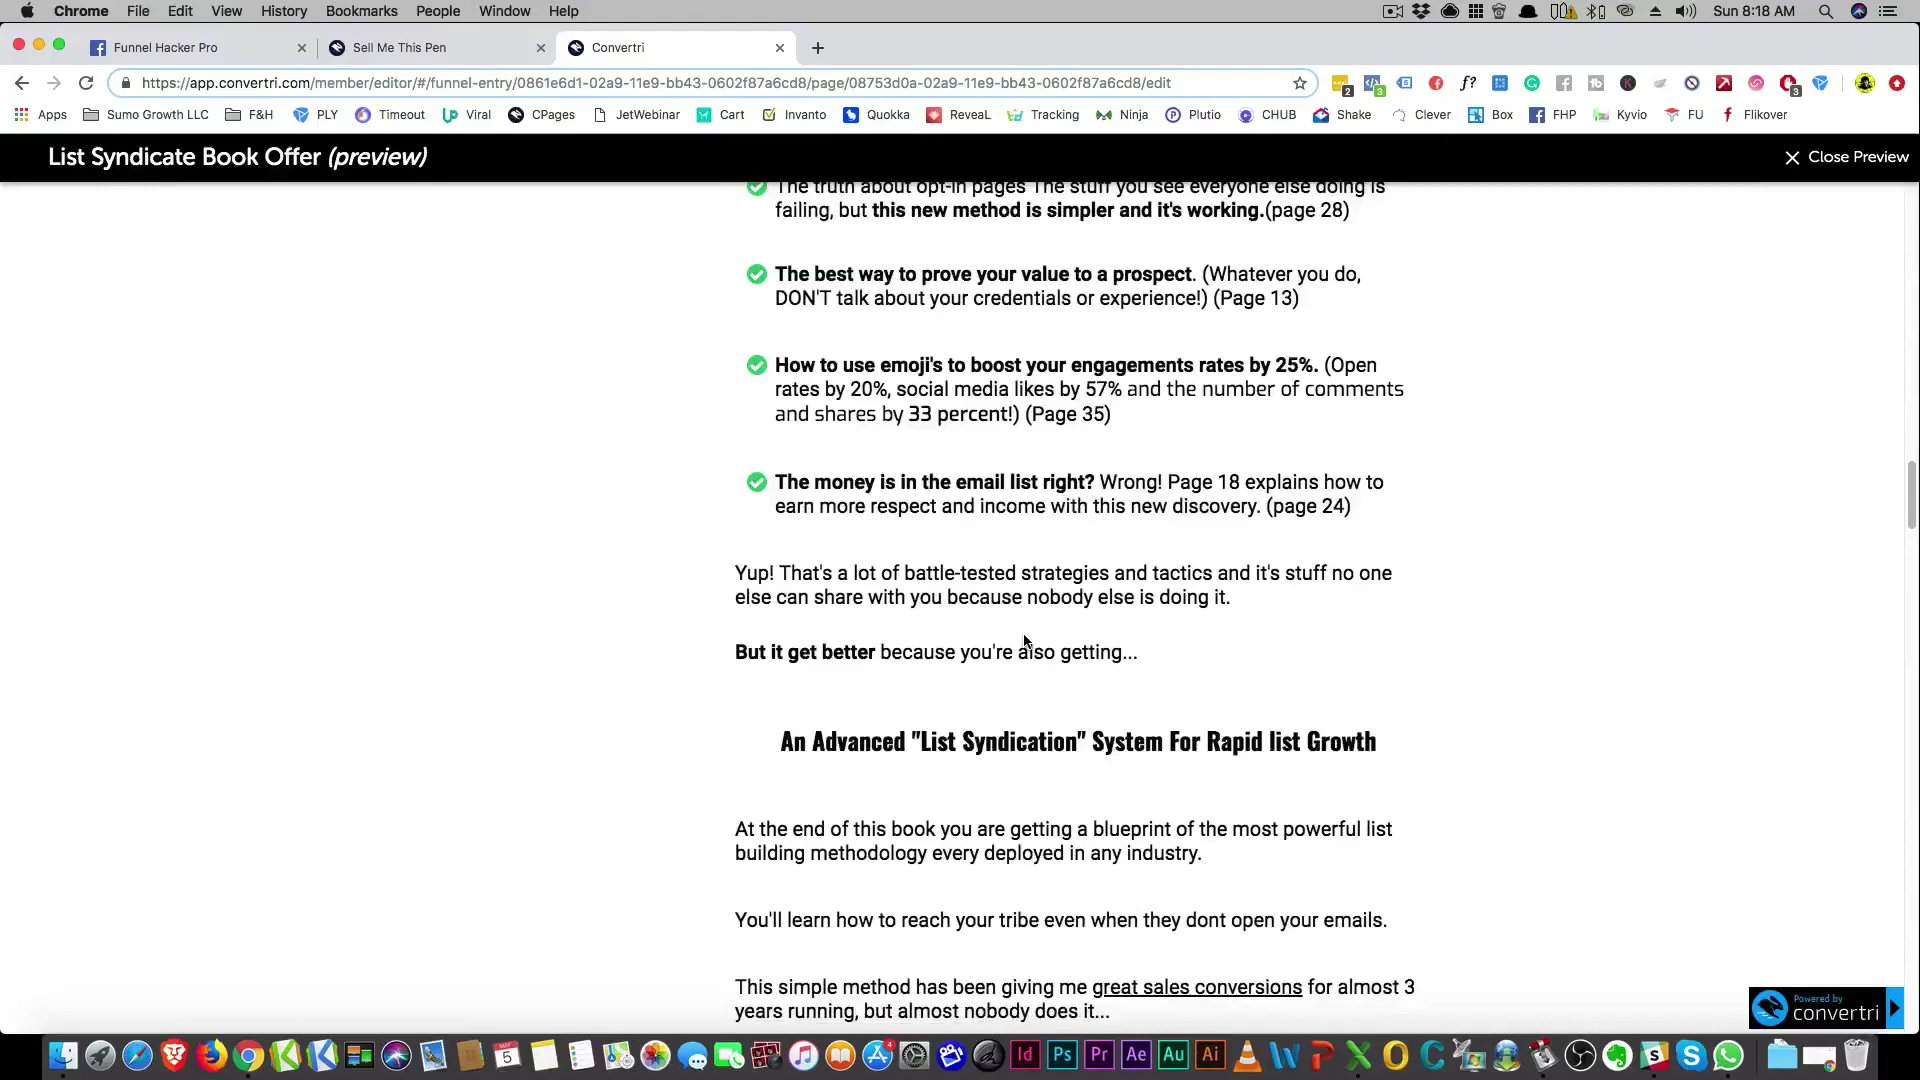 Chrome File Edit View History Bookmarks People Window Help Sun 8:18 AM
Funnel Hacker Pro Sell Me This Pen Convertri
https://app.convertri.com/member/editor/#/funnel-entry/0861e6d1-02a9-11e9-bb43-0602f87a6cd8/page/08753d0a-02a9-11e9-bb43-0602f87a6cd8/edit
Apps Sumo Growth LLC F&H PLY Timeout Viral CPages JetWebinar Cart Invanto Quokka ReveaL Tracking Ninja Plutio CHUB Shake Clever Box FHP Kyvio FU Flikover
List Syndicate Book Offer (preview) Close Preview
The truth about opt-in pages The stuff you see everyone else doing is
failing, but this new method is simpler and it's working.(page 28)
The best way to prove your value to a prospect. (Whatever you do,
DON'T talk about your credentials or experience!) (Page 13)
How to use emoji's to boost your engagements rates by 25%. (Open
rates by 20%, social media likes by 57% and the number of comments
and shares by 33 percent!) (Page 35)
The money is in the email list right? Wrong! Page 18 explains how to
earn more respect and income with this new discovery. (page 24)
Yup! That's a lot of battle-tested strategies and tactics and it's stuff no one
else can share with you because nobody else is doing it.
But it get better because you're also getting...
An Advanced "List Syndication" System For Rapid list Growth
At the end of this book you are getting a blueprint of the most powerful list
building methodology every deployed in any industry.
You'll learn how to reach your tribe even when they dont open your emails.
This simple method has been giving me great sales conversions for almost 3
years running, but almost nobody does it...
Powered by
convertri
Id Ps Pr Ae Au Ai